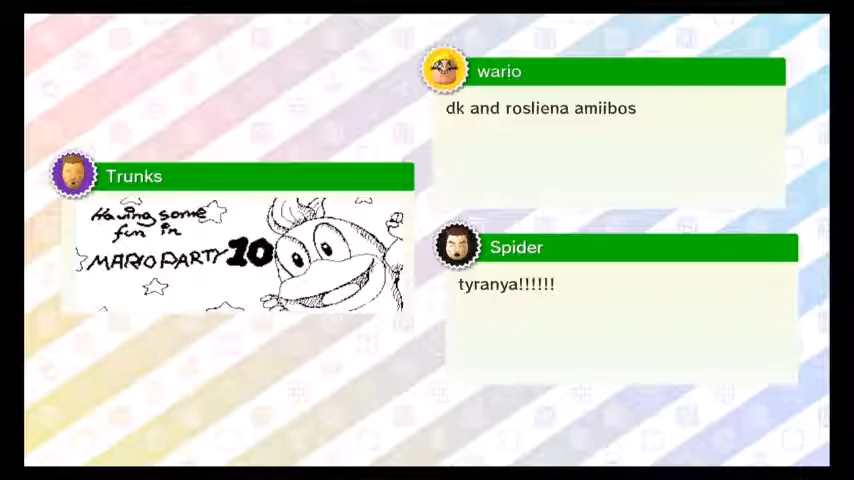 wario
dk and rosliena amiibos
Trunks
Having some
fun in
MARIO PARTY 10
Spider
tyranya!!!!!!